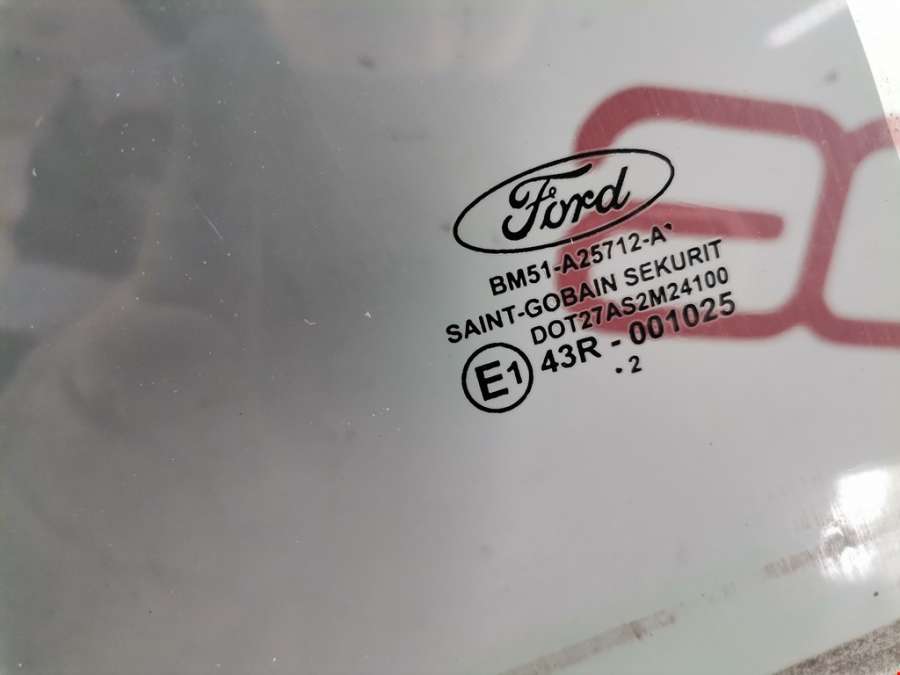 Ford
BM51-A25712-A
SAINT-GOBAIN SEKURIT
DOT27AS2M24100
E1 43R - 001025
. 2